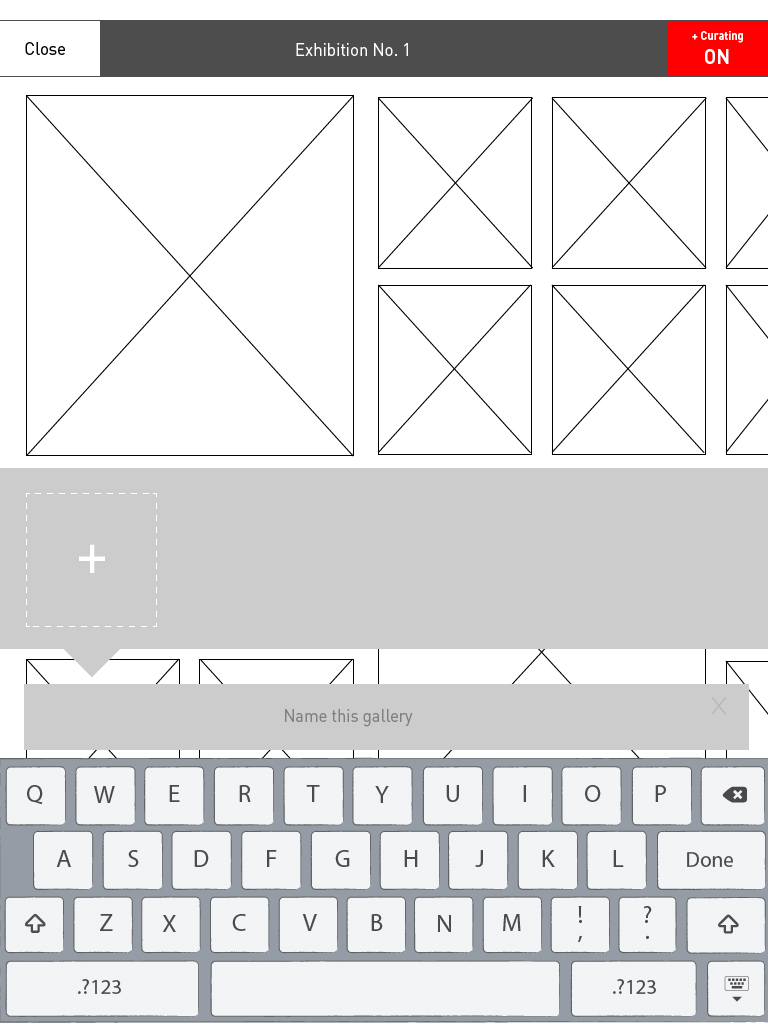 Close
Exhibition No. 1
+ Curating
ON
+
Name this gallery
X
Q W E R T Y U I O P
A S D F G H J K L Done
Z X C V B N M ! , ? .
.?123 .?123